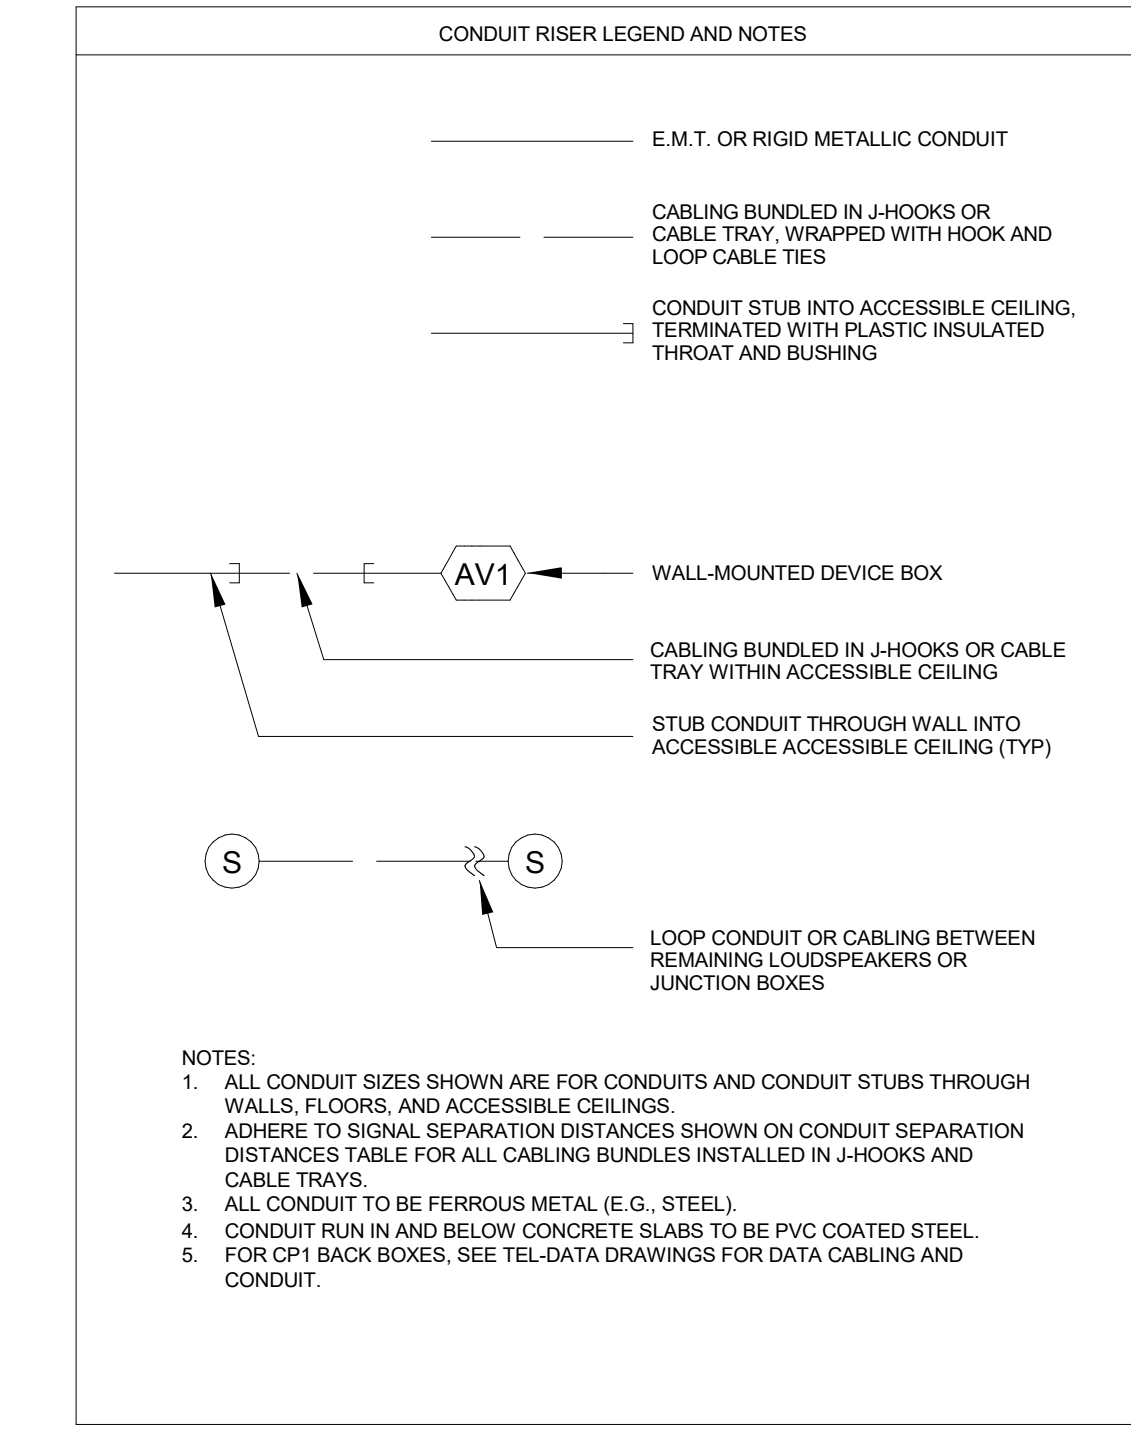 CONDUIT RISER LEGEND AND NOTES
E.M.T. OR RIGID METALLIC CONDUIT
CABLING BUNDLED IN J-HOOKS OR
CABLE TRAY, WRAPPED WITH HOOK AND
LOOP CABLE TIES
CONDUIT STUB INTO ACCESSIBLE CEILING,
TERMINATED WITH PLASTIC INSULATED
THROAT AND BUSHING
AV1
WALL-MOUNTED DEVICE BOX
CABLING BUNDLED IN J-HOOKS OR CABLE
TRAY WITHIN ACCESSIBLE CEILING
STUB CONDUIT THROUGH WALL INTO
ACCESSIBLE ACCESSIBLE CEILING (TYP)
S
S
LOOP CONDUIT OR CABLING BETWEEN
REMAINING LOUDSPEAKERS OR
JUNCTION BOXES
NOTES:
1. ALL CONDUIT SIZES SHOWN ARE FOR CONDUITS AND CONDUIT STUBS THROUGH
WALLS, FLOORS, AND ACCESSIBLE CEILINGS.
2. ADHERE TO SIGNAL SEPARATION DISTANCES SHOWN ON CONDUIT SEPARATION
DISTANCES TABLE FOR ALL CABLING BUNDLES INSTALLED IN J-HOOKS AND
CABLE TRAYS.
3. ALL CONDUIT TO BE FERROUS METAL (E.G., STEEL).
4. CONDUIT RUN IN AND BELOW CONCRETE SLABS TO BE PVC COATED STEEL.
5. FOR CP1 BACK BOXES, SEE TEL-DATA DRAWINGS FOR DATA CABLING AND
CONDUIT.